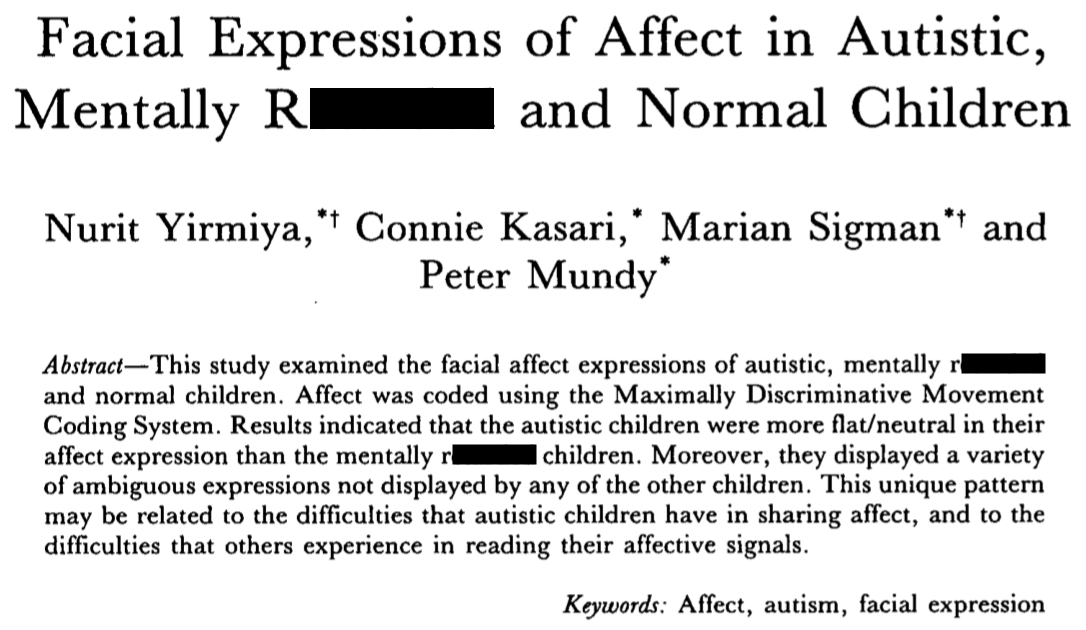 Facial Expressions of Affect in Autistic,
Mentally R and Normal Children
Nurit Yirmiya,*† Connie Kasari,* Marian Sigman*† and
Peter Mundy*
Abstract—This study examined the facial affect expressions of autistic, mentally r
and normal children. Affect was coded using the Maximally Discriminative Movement
Coding System. Results indicated that the autistic children were more flat/neutral in their
affect expression than the mentally r children. Moreover, they displayed a variety
of ambiguous expressions not displayed by any of the other children. This unique pattern
may be related to the difficulties that autistic children have in sharing affect, and to the
difficulties that others experience in reading their affective signals.
Keywords: Affect, autism, facial expression